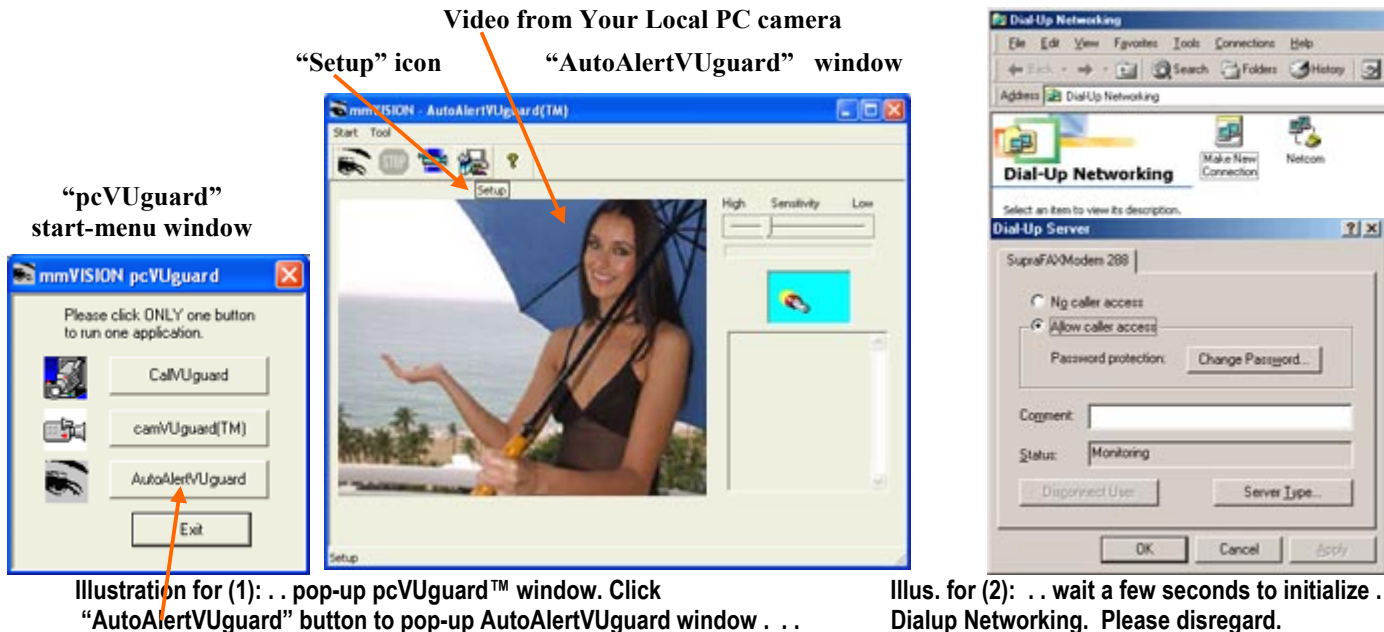 Video from Your Local PC camera
“Setup” icon
“AutoAlertVUguard” window
“pcVUguard”
start-menu window
mmVISION pcVUguard
Please click ONLY one button
to run one application.
CallVUguard
camVUguard(TM)
AutoAlertVUguard
Exit
mmVISION - AutoAlertVUguard(TM)
Start Tool
STOP
?
Setup
High Sensitivity Low
Setup
Illustration for (1): . . pop-up pcVUguard™ window. Click
“AutoAlertVUguard” button to pop-up AutoAlertVUguard window . . .
Dial-Up Networking
File Edit View Favorites Tools Connections Help
Back Search Folders History
Address Dial-Up Networking
Make New
Connection
Netcom
Dial-Up Networking
Select an item to view its description.
Dial-Up Server
SupraFAXModem 288
No caller access
Allow caller access
Password protection: Change Password...
Comment:
Status: Monitoring
Disconnect User Server Type...
OK Cancel Apply
Illus. for (2): . . wait a few seconds to initialize .
Dialup Networking. Please disregard.